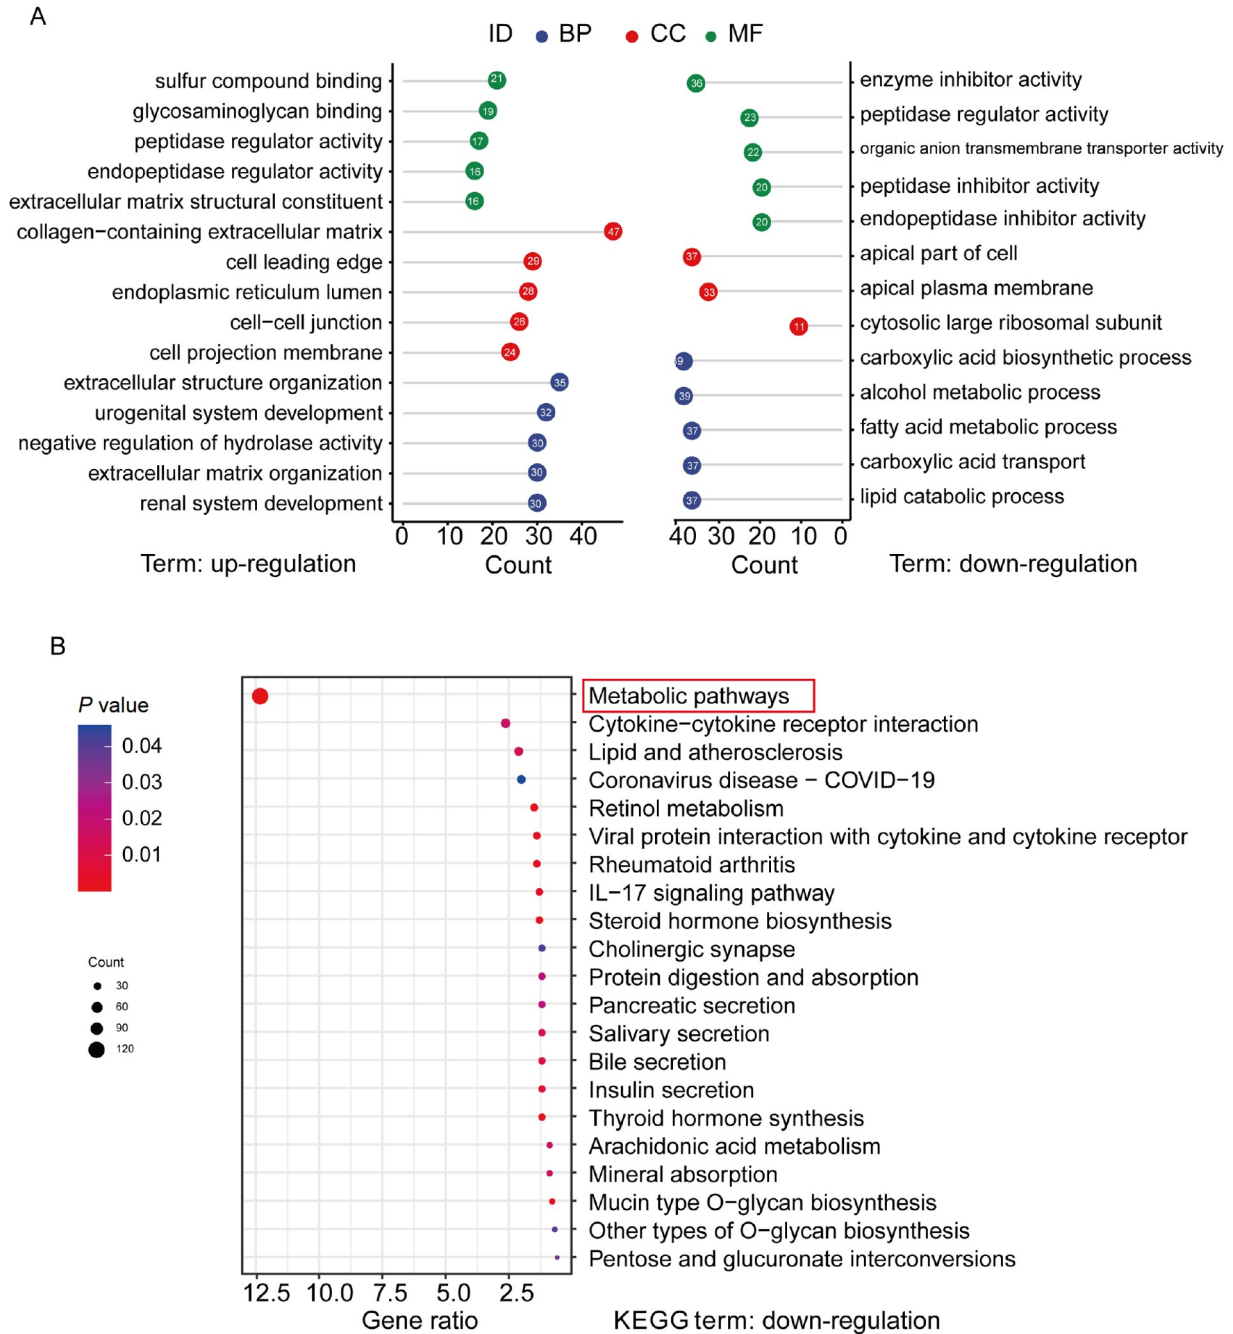 A
ID BP CC MF
sulfur compound binding 21
glycosaminoglycan binding 19
peptidase regulator activity 17
endopeptidase regulator activity 16
extracellular matrix structural constituent 16
collagen−containing extracellular matrix 47
cell leading edge 29
endoplasmic reticulum lumen 28
cell−cell junction 26
cell projection membrane 24
extracellular structure organization 35
urogenital system development 32
negative regulation of hydrolase activity 30
extracellular matrix organization 30
renal system development 30
0 10 20 30 40
Count
Term: up-regulation
36 enzyme inhibitor activity
23 peptidase regulator activity
22 organic anion transmembrane transporter activity
20 peptidase inhibitor activity
20 endopeptidase inhibitor activity
37 apical part of cell
33 apical plasma membrane
11 cytosolic large ribosomal subunit
9 carboxylic acid biosynthetic process
39 alcohol metabolic process
37 fatty acid metabolic process
37 carboxylic acid transport
37 lipid catabolic process
40 30 20 10 0
Count
Term: down-regulation
B
P value
0.04
0.03
0.02
0.01
Count
30
60
90
120
Metabolic pathways
Cytokine−cytokine receptor interaction
Lipid and atherosclerosis
Coronavirus disease − COVID−19
Retinol metabolism
Viral protein interaction with cytokine and cytokine receptor
Rheumatoid arthritis
IL−17 signaling pathway
Steroid hormone biosynthesis
Cholinergic synapse
Protein digestion and absorption
Pancreatic secretion
Salivary secretion
Bile secretion
Insulin secretion
Thyroid hormone synthesis
Arachidonic acid metabolism
Mineral absorption
Mucin type O−glycan biosynthesis
Other types of O−glycan biosynthesis
Pentose and glucuronate interconversions
12.5 10.0 7.5 5.0 2.5
Gene ratio
KEGG term: down-regulation